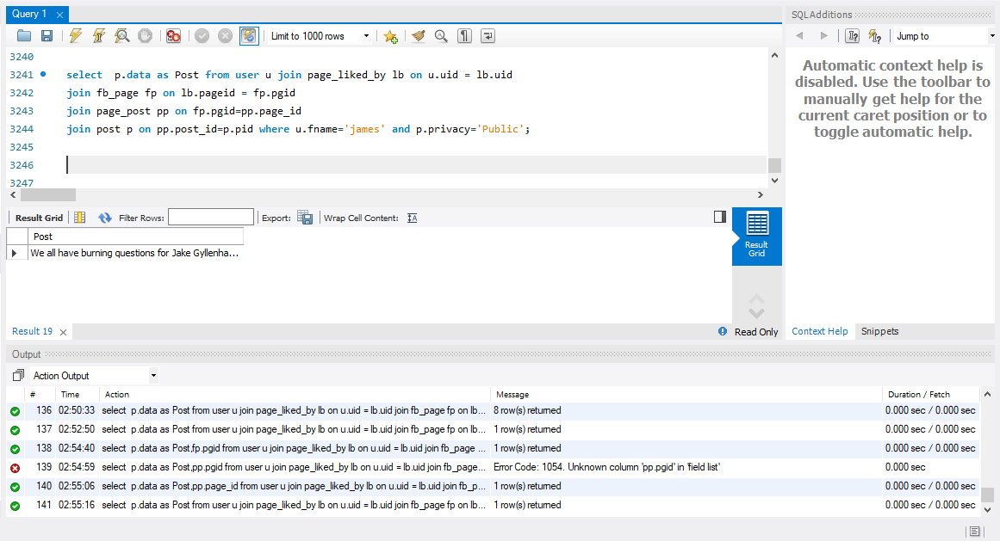 Query 1
SQLAdditions
Limit to 1000 rows
Jump to
3240
3241 select  p.data as Post from user u join page_liked_by lb on u.uid = lb.uid
3242 join fb_page fp on lb.pageid = fp.pgid
3243 join page_post pp on fp.pgid=pp.page_id
3244 join post p on pp.post_id=p.pid where u.fname='james' and p.privacy='Public';
3245
3246
3247
Automatic context help is
disabled. Use the toolbar to
manually get help for the
current caret position or to
toggle automatic help.
Result Grid
Filter Rows:
Export:
Wrap Cell Content:
Post
We all have burning questions for Jake Gyllenha...
Result
Grid
Result 19
Read Only
Context Help
Snippets
Output
Action Output
# Time Action Message Duration / Fetch
136 02:50:33 select  p.data as Post from user u join page_liked_by lb on u.uid = lb.uid join fb_page fp on lb... 8 row(s) returned 0.000 sec / 0.000 sec
137 02:52:50 select  p.data as Post from user u join page_liked_by lb on u.uid = lb.uid join fb_page fp on lb... 1 row(s) returned 0.000 sec / 0.000 sec
138 02:54:40 select  p.data as Post,fp.pgid from user u join page_liked_by lb on u.uid = lb.uid join fb_page ... 1 row(s) returned 0.000 sec / 0.000 sec
139 02:54:59 select  p.data as Post,pp.pgid from user u join page_liked_by lb on u.uid = lb.uid join fb_page... Error Code: 1054. Unknown column 'pp.pgid' in 'field list' 0.000 sec
140 02:55:06 select  p.data as Post,pp.page_id from user u join page_liked_by lb on u.uid = lb.uid join fb_p... 1 row(s) returned 0.000 sec / 0.000 sec
141 02:55:16 select  p.data as Post from user u join page_liked_by lb on u.uid = lb.uid join fb_page fp on lb... 1 row(s) returned 0.000 sec / 0.000 sec